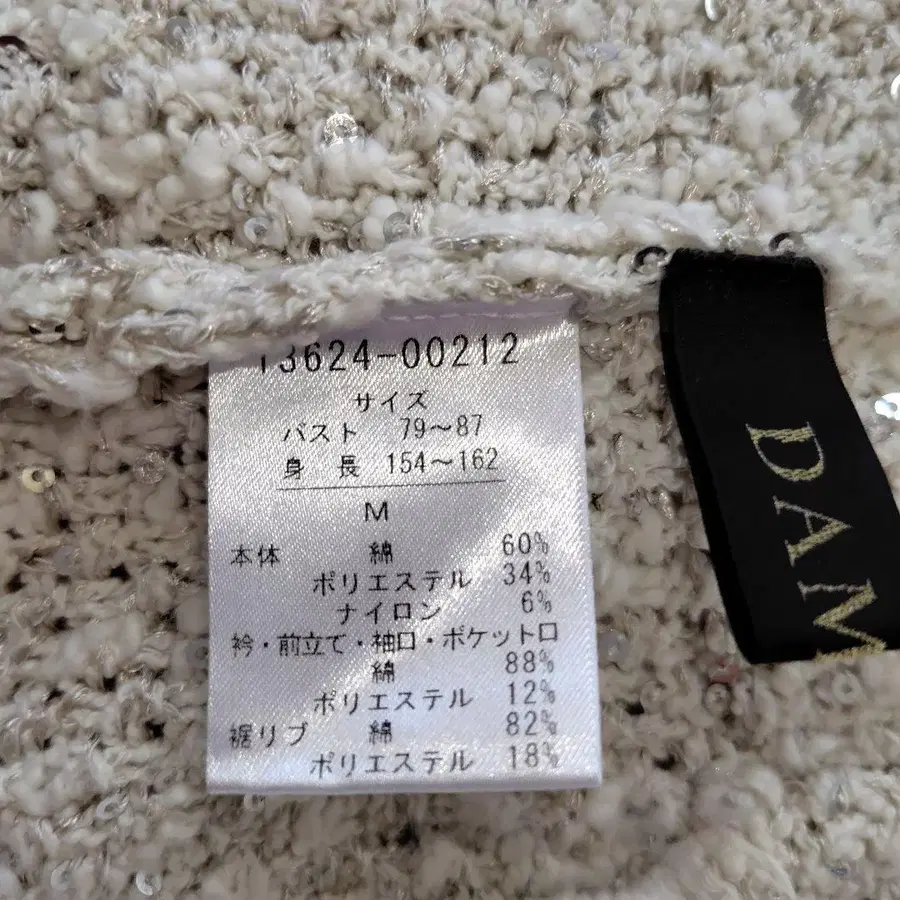 13624-00212
サイズ
バスト 79〜87
身 長 154〜162
M
本体 綿 60%
ポリエステル 34%
ナイロン 6%
衿・前立て・袖口・ポケット口
綿 88%
ポリエステル 12%
裾リブ 綿 82%
ポリエステル 18%
DAM